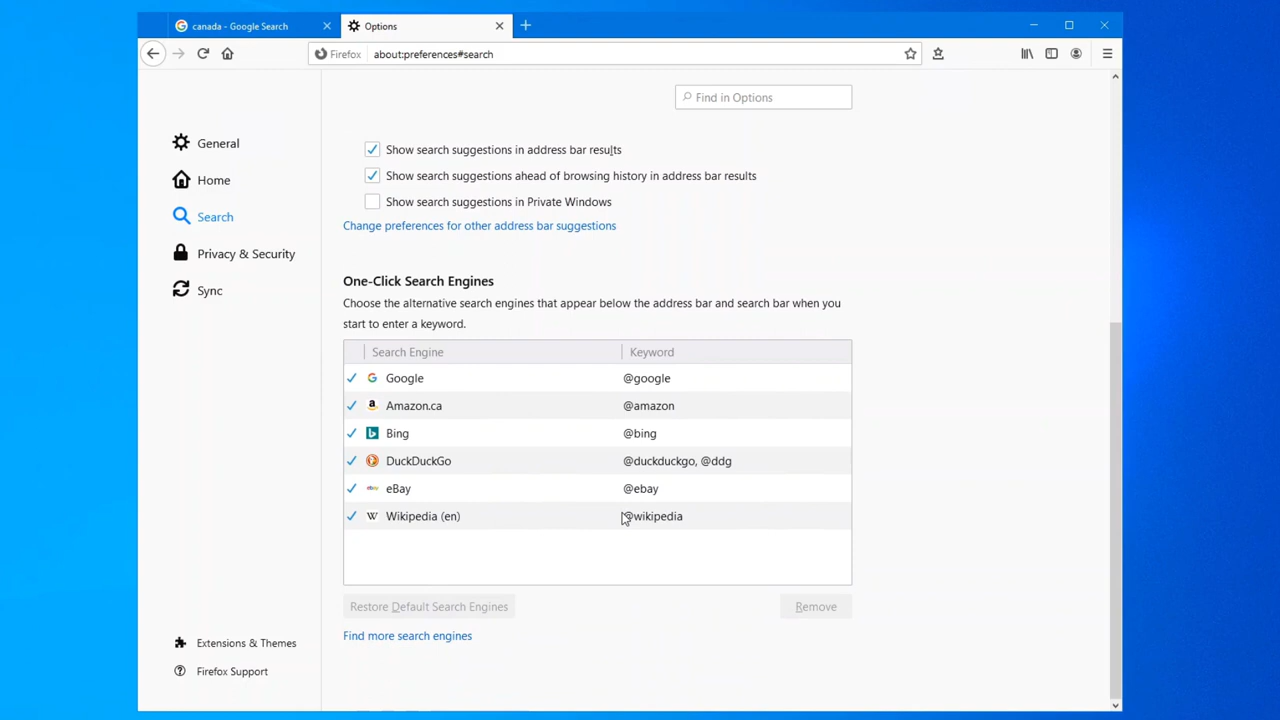 canada - Google Search
Options
Firefox
about:preferences#search
Find in Options
General
Home
Search
Privacy & Security
Sync
Extensions & Themes
Firefox Support
Show search suggestions in address bar results
Show search suggestions ahead of browsing history in address bar results
Show search suggestions in Private Windows
Change preferences for other address bar suggestions
One-Click Search Engines
Choose the alternative search engines that appear below the address bar and search bar when you
start to enter a keyword.
Search Engine Keyword
Google @google
Amazon.ca @amazon
Bing @bing
DuckDuckGo @duckduckgo, @ddg
eBay @ebay
Wikipedia (en) @wikipedia
Restore Default Search Engines Remove
Find more search engines